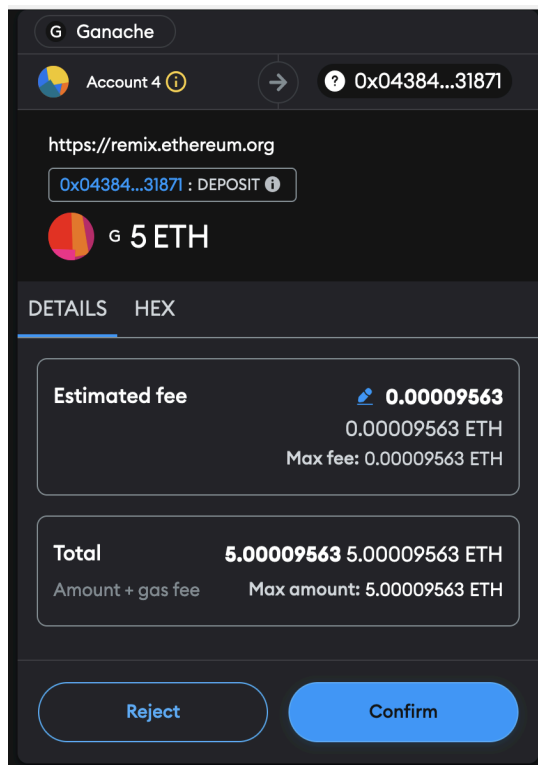 G Ganache
Account 4 0x04384...31871
https://remix.ethereum.org
0x04384...31871 : DEPOSIT
G 5 ETH
DETAILS HEX
Estimated fee 0.00009563
0.00009563 ETH
Max fee: 0.00009563 ETH
Total 5.00009563 5.00009563 ETH
Amount + gas fee Max amount: 5.00009563 ETH
Reject Confirm